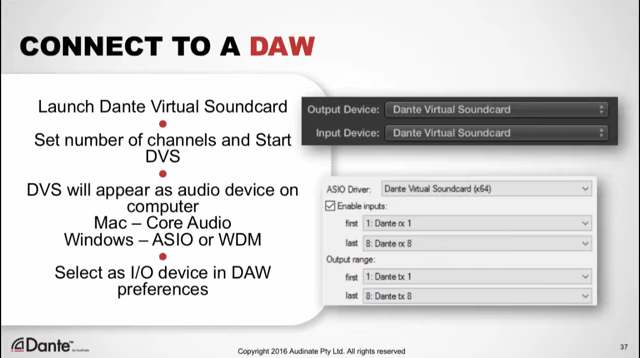 CONNECT TO A DAW
Launch Dante Virtual Soundcard
Set number of channels and Start
DVS
DVS will appear as audio device on
computer
Mac – Core Audio
Windows – ASIO or WDM
Select as I/O device in DAW
preferences
Output Device: Dante Virtual Soundcard
Input Device: Dante Virtual Soundcard
ASIO Driver: Dante Virtual Soundcard (x64)
Enable inputs:
first 1: Dante rx 1
last 8: Dante rx 8
Output range:
first 1: Dante tx 1
last 8: Dante tx 8
Dante™
by Audinate
Copyright 2016 Audinate Pty Ltd. All rights reserved
37